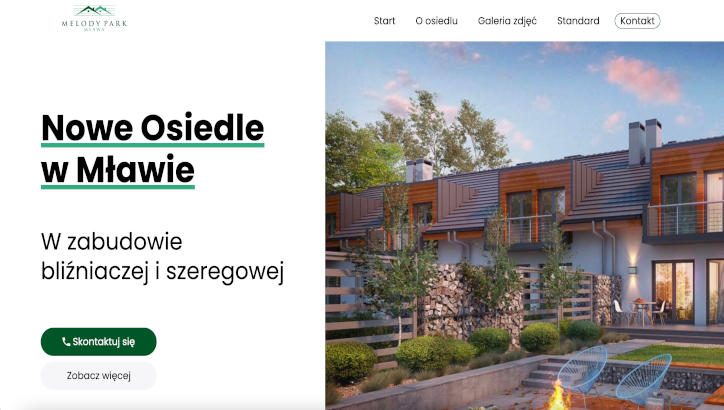 MELODY PARK
MŁAWA
Start
O osiedlu
Galeria zdjęć
Standard
Kontakt
Nowe Osiedle
w Mławie
W zabudowie
bliźniaczej i szeregowej
Skontaktuj się
Zobacz więcej